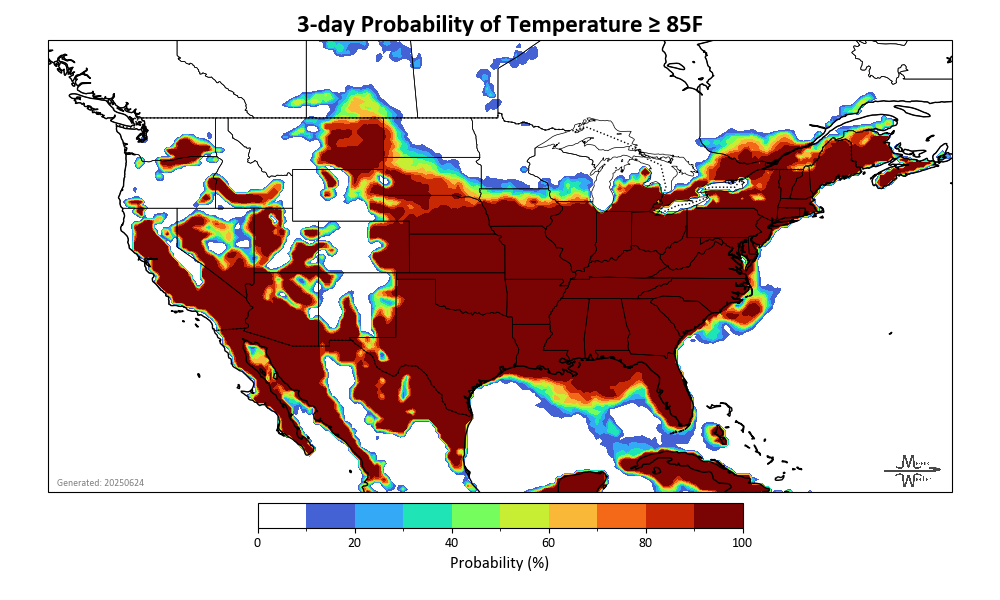 3-day Probability of Temperature ≥ 85F
Generated: 20250624
0 20 40 60 80 100
Probability (%)